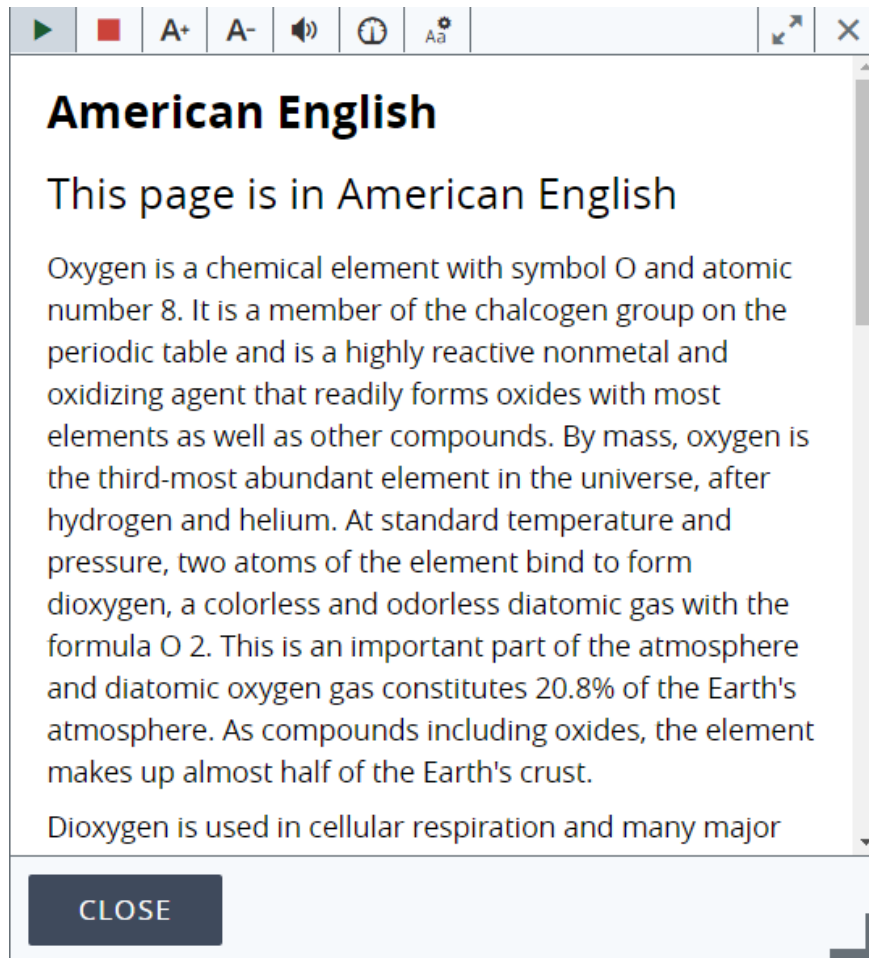 A+ A- Aa
American English
This page is in American English
Oxygen is a chemical element with symbol O and atomic
number 8. It is a member of the chalcogen group on the
periodic table and is a highly reactive nonmetal and
oxidizing agent that readily forms oxides with most
elements as well as other compounds. By mass, oxygen is
the third-most abundant element in the universe, after
hydrogen and helium. At standard temperature and
pressure, two atoms of the element bind to form
dioxygen, a colorless and odorless diatomic gas with the
formula O 2. This is an important part of the atmosphere
and diatomic oxygen gas constitutes 20.8% of the Earth's
atmosphere. As compounds including oxides, the element
makes up almost half of the Earth's crust.
Dioxygen is used in cellular respiration and many major
CLOSE